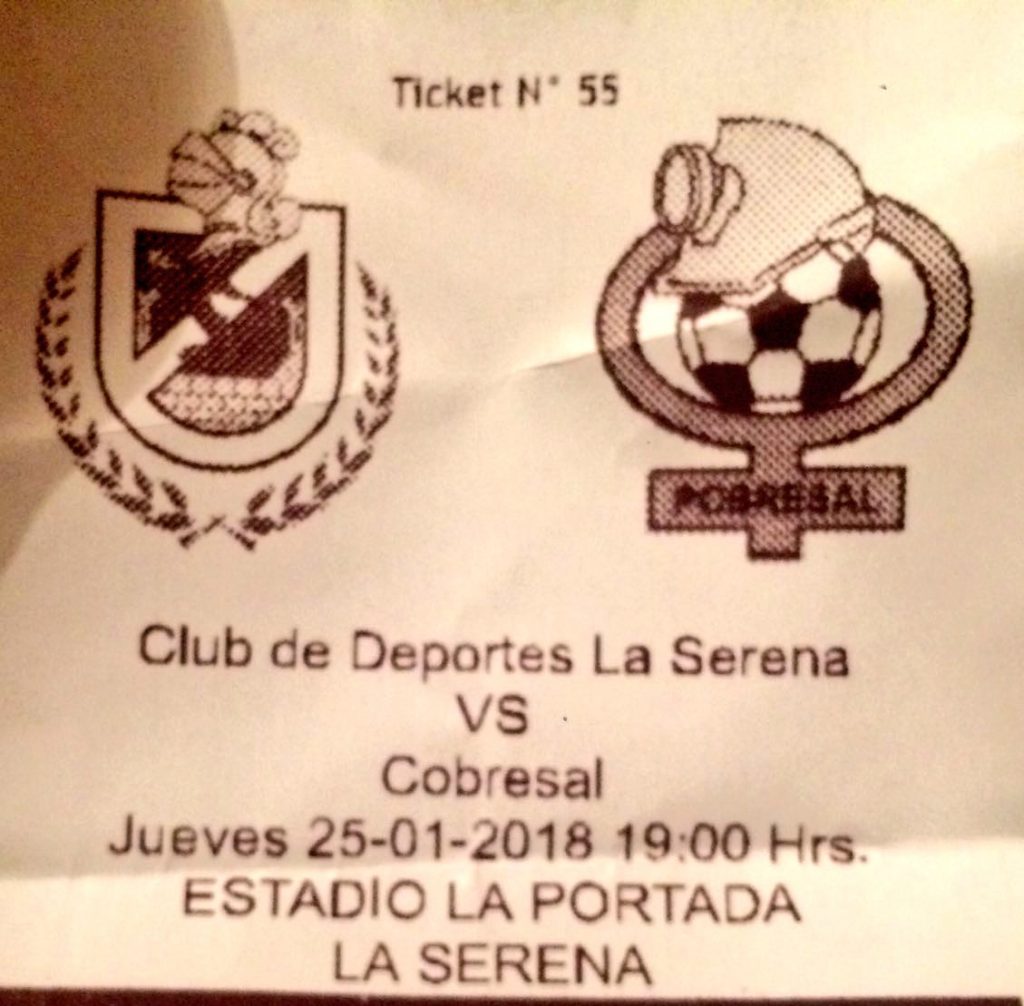 Ticket N° 55
COBRESAL
Club de Deportes La Serena
VS
Cobresal
Jueves 25-01-2018 19:00 Hrs.
ESTADIO LA PORTADA
LA SERENA